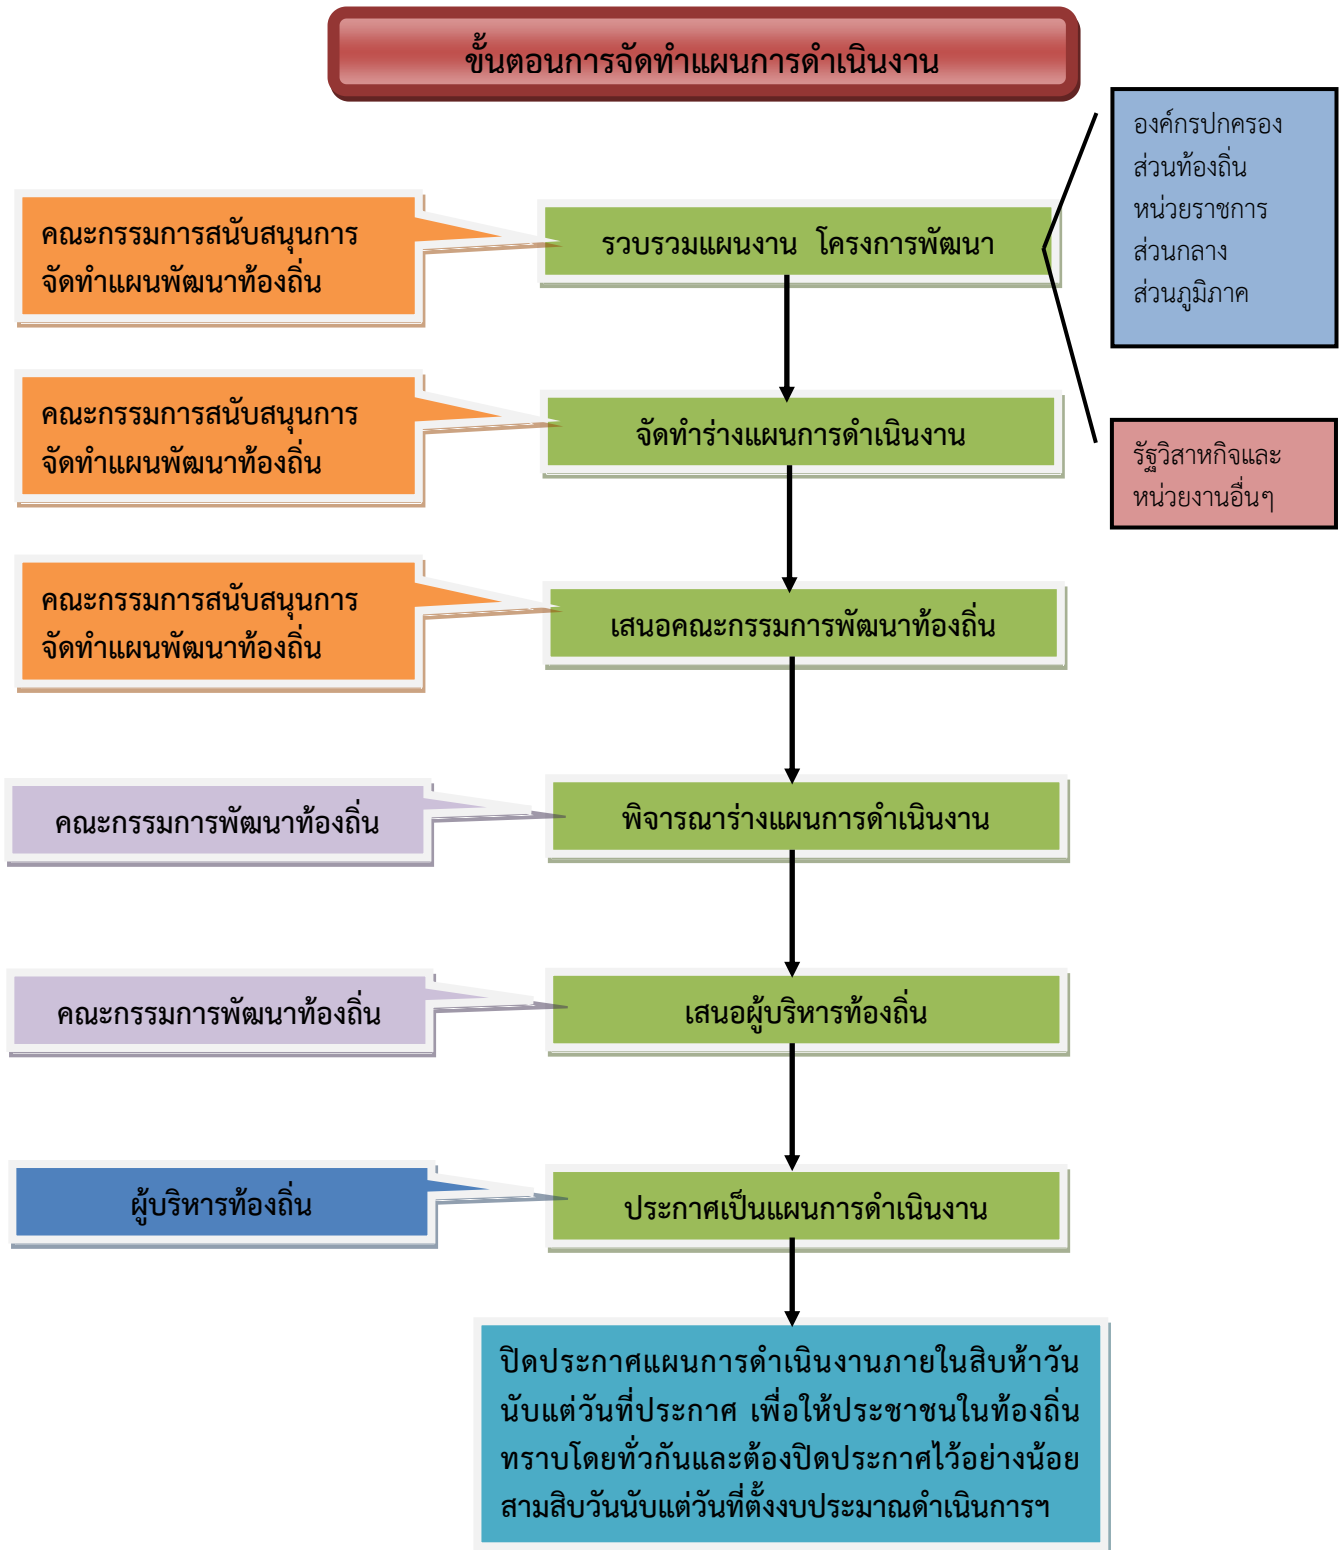 ขั้นตอนการจัดทำแผนการดำเนินงาน
องค์กรปกครอง
ส่วนท้องถิ่น
หน่วยราชการ
ส่วนกลาง
ส่วนภูมิภาค
คณะกรรมการสนับสนุนการ
จัดทำแผนพัฒนาท้องถิ่น
รวบรวมแผนงาน โครงการพัฒนา
คณะกรรมการสนับสนุนการ
จัดทำแผนพัฒนาท้องถิ่น
จัดทำร่างแผนการดำเนินงาน
รัฐวิสาหกิจและ
หน่วยงานอื่นๆ
คณะกรรมการสนับสนุนการ
จัดทำแผนพัฒนาท้องถิ่น
เสนอคณะกรรมการพัฒนาท้องถิ่น
คณะกรรมการพัฒนาท้องถิ่น
พิจารณาร่างแผนการดำเนินงาน
คณะกรรมการพัฒนาท้องถิ่น
เสนอผู้บริหารท้องถิ่น
ผู้บริหารท้องถิ่น
ประกาศเป็นแผนการดำเนินงาน
ปิดประกาศแผนการดำเนินงานภายในสิบห้าวัน
นับแต่วันที่ประกาศ เพื่อให้ประชาชนในท้องถิ่น
ทราบโดยทั่วกันและต้องปิดประกาศไว้อย่างน้อย
สามสิบวันนับแต่วันที่ตั้งงบประมาณดำเนินการฯ